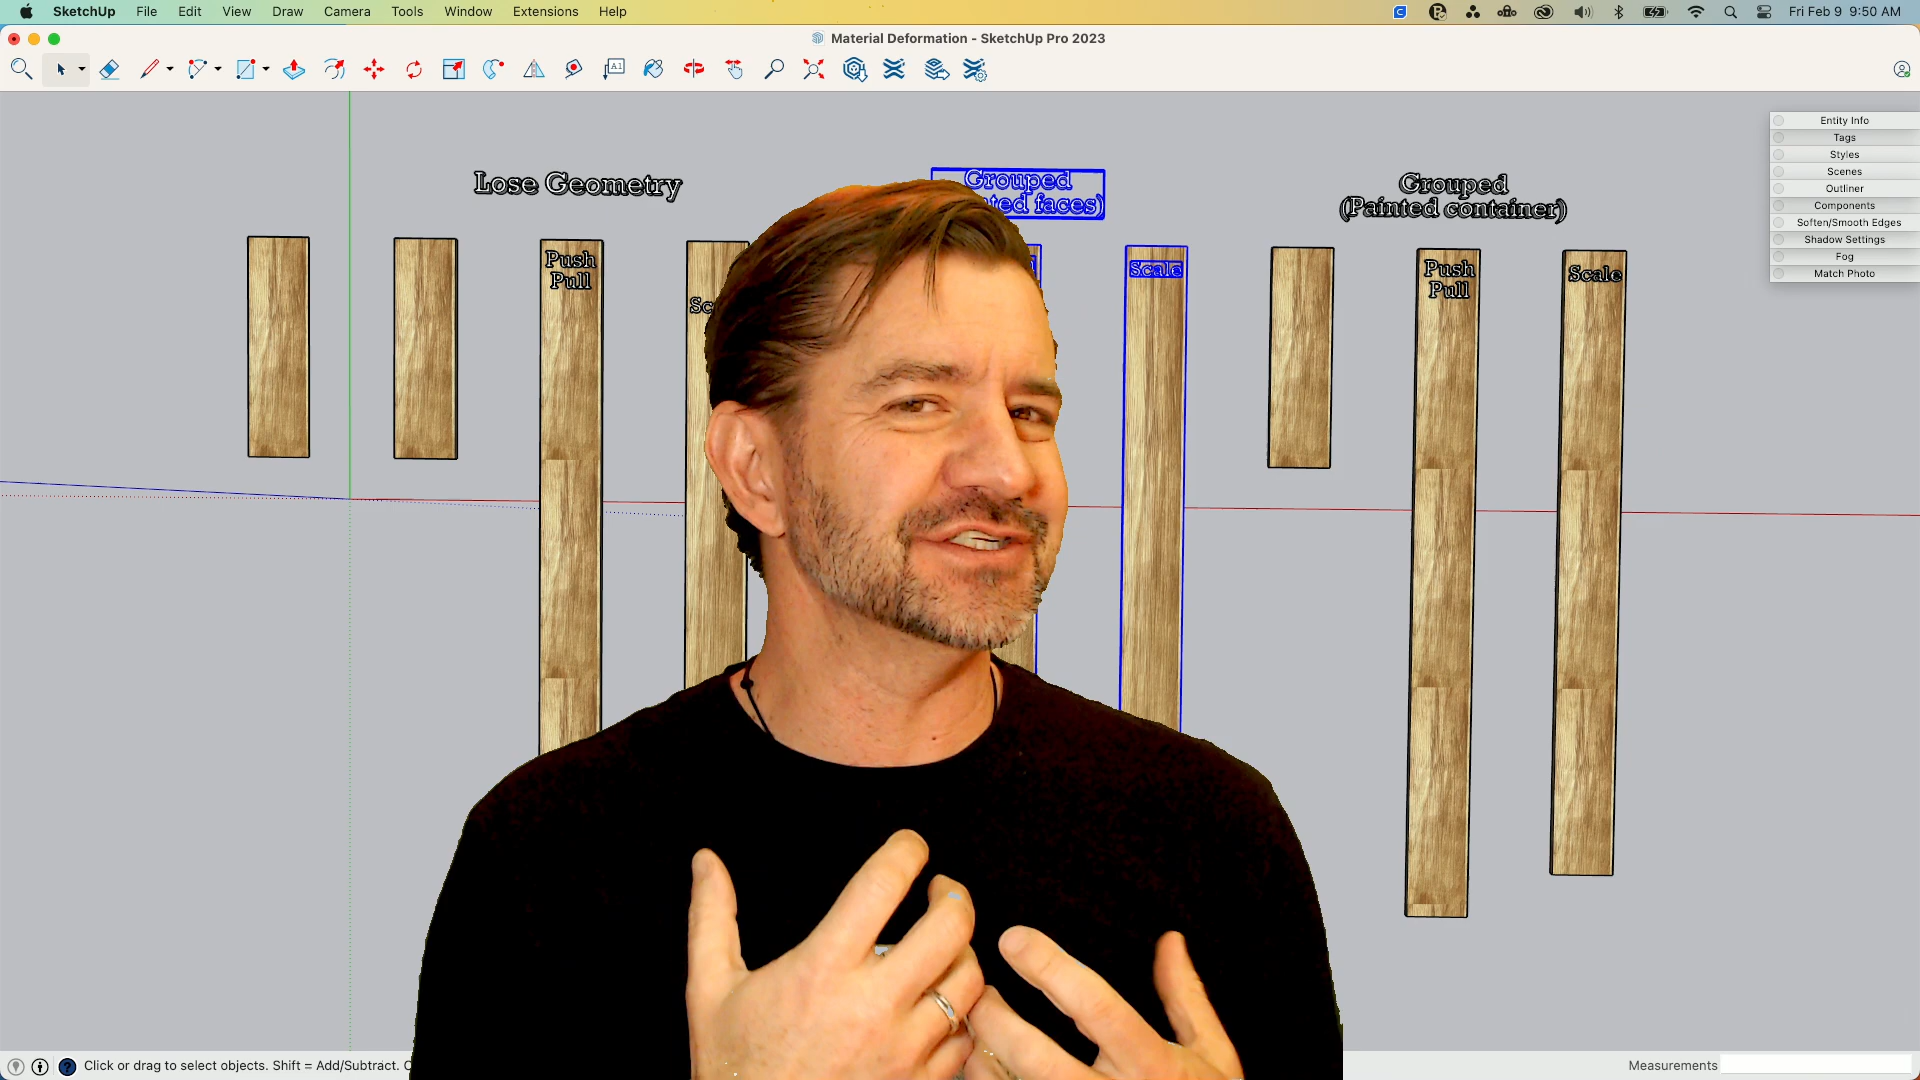 SketchUp File Edit View Draw Camera Tools Window Extensions Help
Fri Feb 9 9:50 AM
Material Deformation - SketchUp Pro 2023
A1
Entity Info
Tags
Styles
Scenes
Outliner
Components
Soften/Smooth Edges
Shadow Settings
Fog
Match Photo
Lose Geometry
Grouped
faces)
Grouped
(Painted container)
Push
Pull
Scale
Push
Pull
Scale
Click or drag to select objects. Shift = Add/Subtract.
Measurements